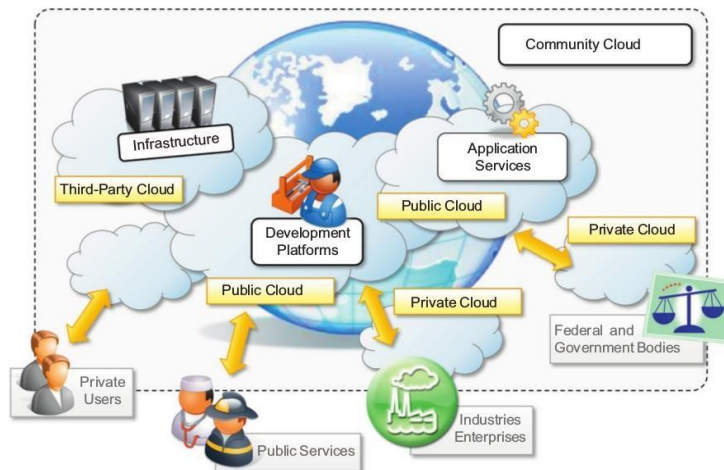 Community Cloud
Infrastructure
Application
Services
Third-Party Cloud
Public Cloud
Development
Platforms
Private Cloud
Public Cloud
Private Cloud
Federal and
Government Bodies
Private
Users
Industries
Enterprises
Public Services